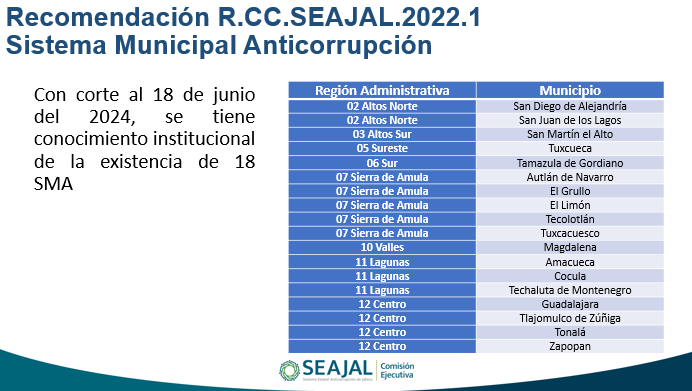 Recomendación R.CC.SEAJAL.2022.1
Sistema Municipal Anticorrupción
Con corte al 18 de junio
del 2024, se tiene
conocimiento institucional
de la existencia de 18
SMA
Región Administrativa Municipio
02 Altos Norte San Diego de Alejandría
02 Altos Norte San Juan de los Lagos
03 Altos Sur San Martín el Alto
05 Sureste Tuxcueca
06 Sur Tamazula de Gordiano
07 Sierra de Amula Autlán de Navarro
07 Sierra de Amula El Grullo
07 Sierra de Amula El Limón
07 Sierra de Amula Tecolotlán
07 Sierra de Amula Tuxcacuesco
10 Valles Magdalena
11 Lagunas Amacueca
11 Lagunas Cocula
11 Lagunas Techaluta de Montenegro
12 Centro Guadalajara
12 Centro Tlajomulco de Zúñiga
12 Centro Tonalá
12 Centro Zapopan
SEAJAL Comisión
Ejecutiva
Sistema Estatal Anticorrupción de Jalisco